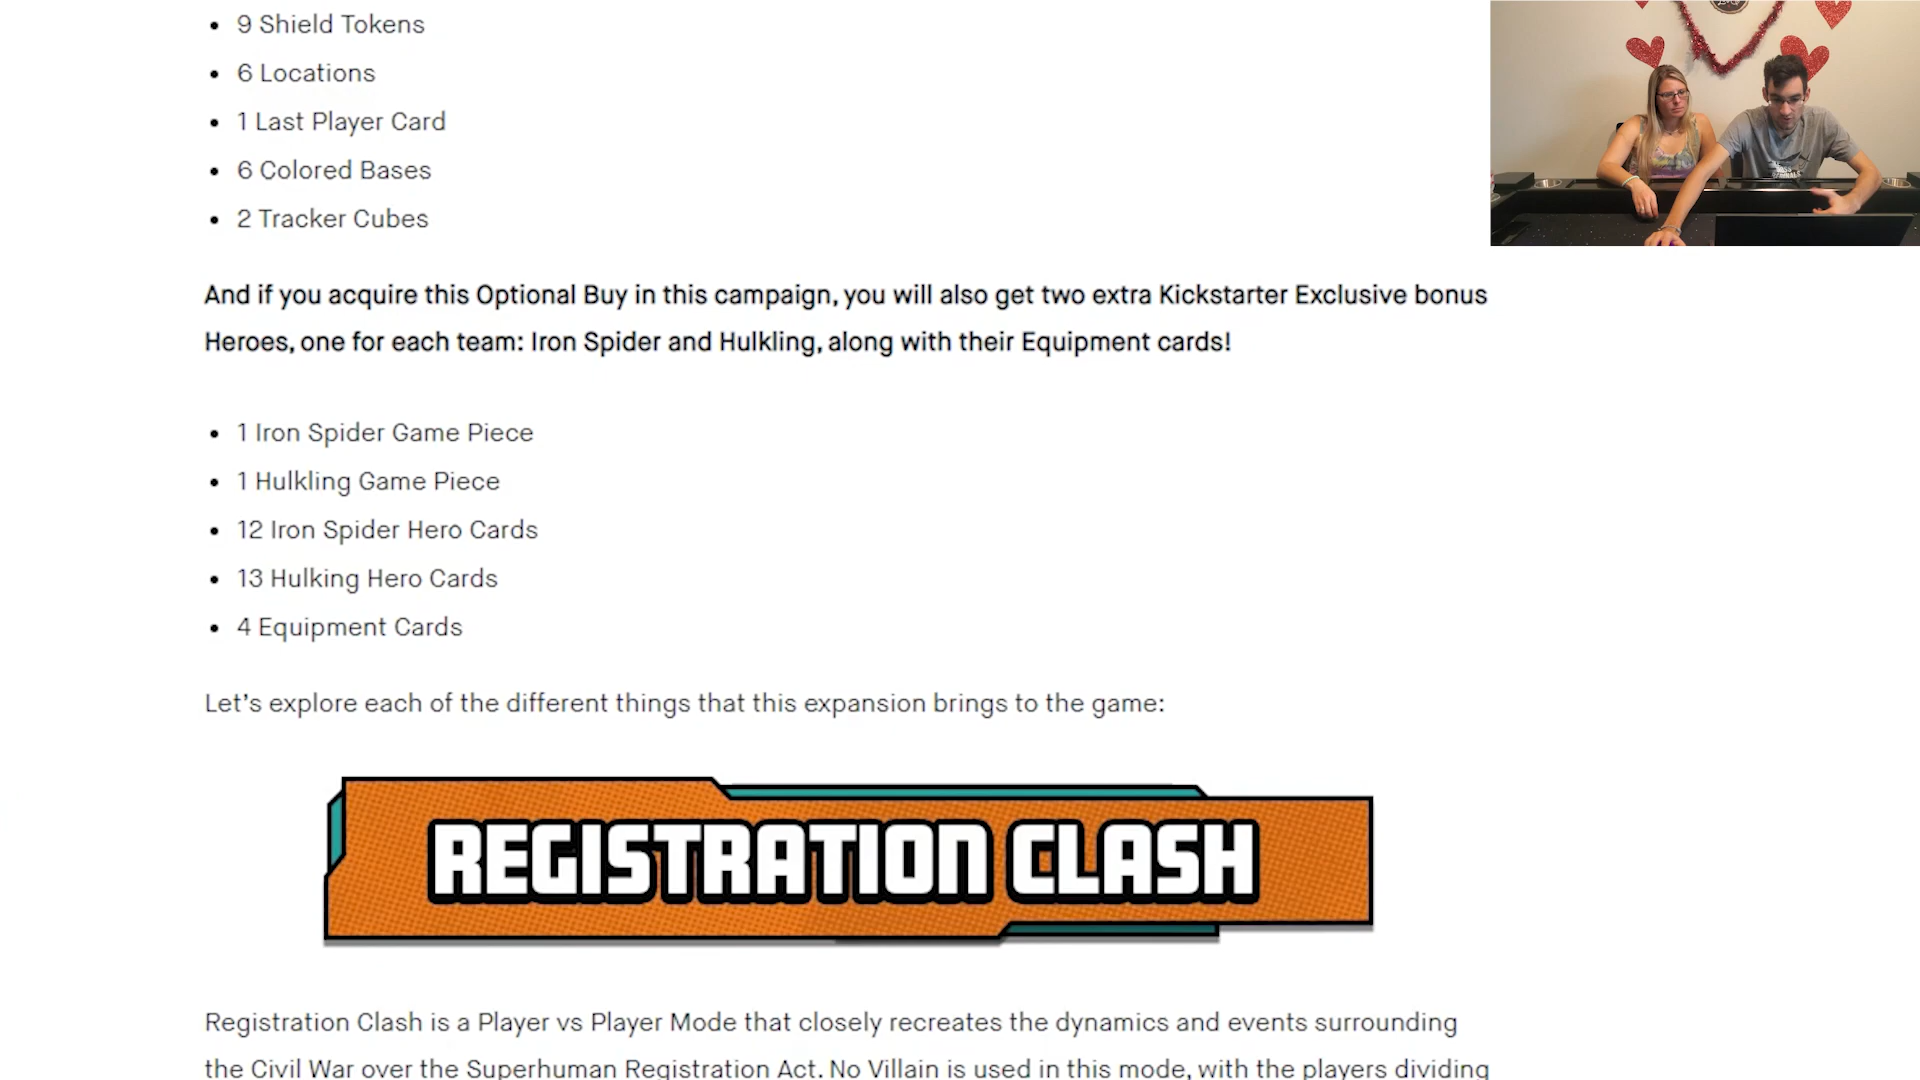 9 Shield Tokens
6 Locations
1 Last Player Card
6 Colored Bases
2 Tracker Cubes
And if you acquire this Optional Buy in this campaign, you will also get two extra Kickstarter Exclusive bonus
Heroes, one for each team: Iron Spider and Hulkling, along with their Equipment cards!
1 Iron Spider Game Piece
1 Hulkling Game Piece
12 Iron Spider Hero Cards
13 Hulking Hero Cards
4 Equipment Cards
Let’s explore each of the different things that this expansion brings to the game:
REGISTRATION CLASH
Registration Clash is a Player vs Player Mode that closely recreates the dynamics and events surrounding
the Civil War over the Superhuman Registration Act. No Villain is used in this mode, with the players dividing